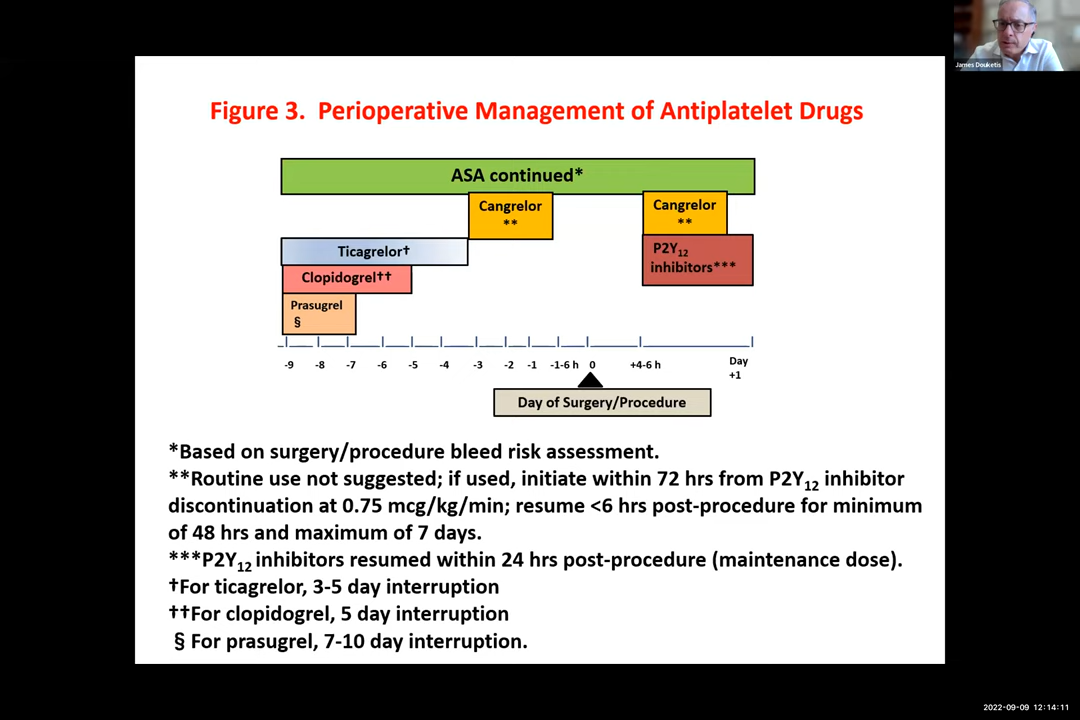 James Douketis
Figure 3. Perioperative Management of Antiplatelet Drugs
ASA continued*
Cangrelor
**
Cangrelor
**
Ticagrelor†
P2Y12
inhibitors***
Clopidogrel††
Prasugrel
§
-9 -8 -7 -6 -5 -4 -3 -2 -1 -1-6 h 0 +4-6 h Day
+1
Day of Surgery/Procedure
*Based on surgery/procedure bleed risk assessment.
**Routine use not suggested; if used, initiate within 72 hrs from P2Y12 inhibitor
discontinuation at 0.75 mcg/kg/min; resume <6 hrs post-procedure for minimum
of 48 hrs and maximum of 7 days.
***P2Y12 inhibitors resumed within 24 hrs post-procedure (maintenance dose).
†For ticagrelor, 3-5 day interruption
††For clopidogrel, 5 day interruption
§ For prasugrel, 7-10 day interruption.
2022-09-09 12:14:11